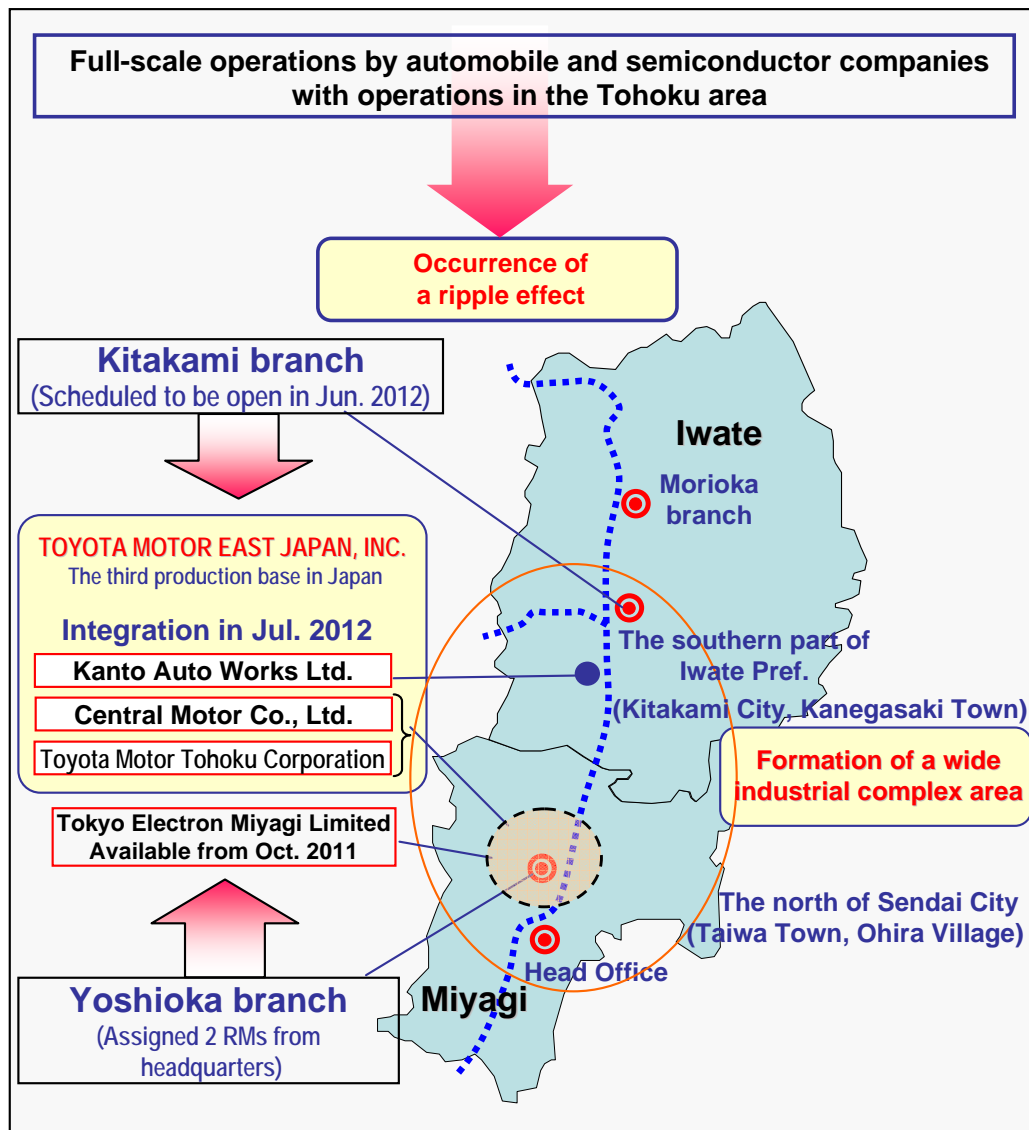 Full-scale operations by automobile and semiconductor companies
with operations in the Tohoku area
Occurrence of
a ripple effect
Kitakami branch
(Scheduled to be open in Jun. 2012)
Iwate
Morioka
branch
TOYOTA MOTOR EAST JAPAN, INC.
The third production base in Japan
Integration in Jul. 2012
Kanto Auto Works Ltd.
Central Motor Co., Ltd.
Toyota Motor Tohoku Corporation
The southern part of
Iwate Pref.
(Kitakami City, Kanegasaki Town)
Formation of a wide
industrial complex area
Tokyo Electron Miyagi Limited
Available from Oct. 2011
The north of Sendai City
(Taiwa Town, Ohira Village)
Head Office
Miyagi
Yoshioka branch
(Assigned 2 RMs from
headquarters)